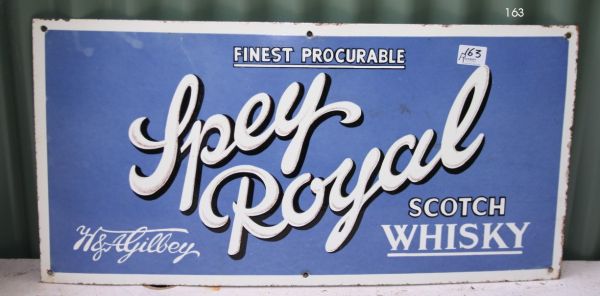 163
FINEST PROCURABLE
163
Spey
Royal
SCOTCH
WHISKY
W&A Gilbey